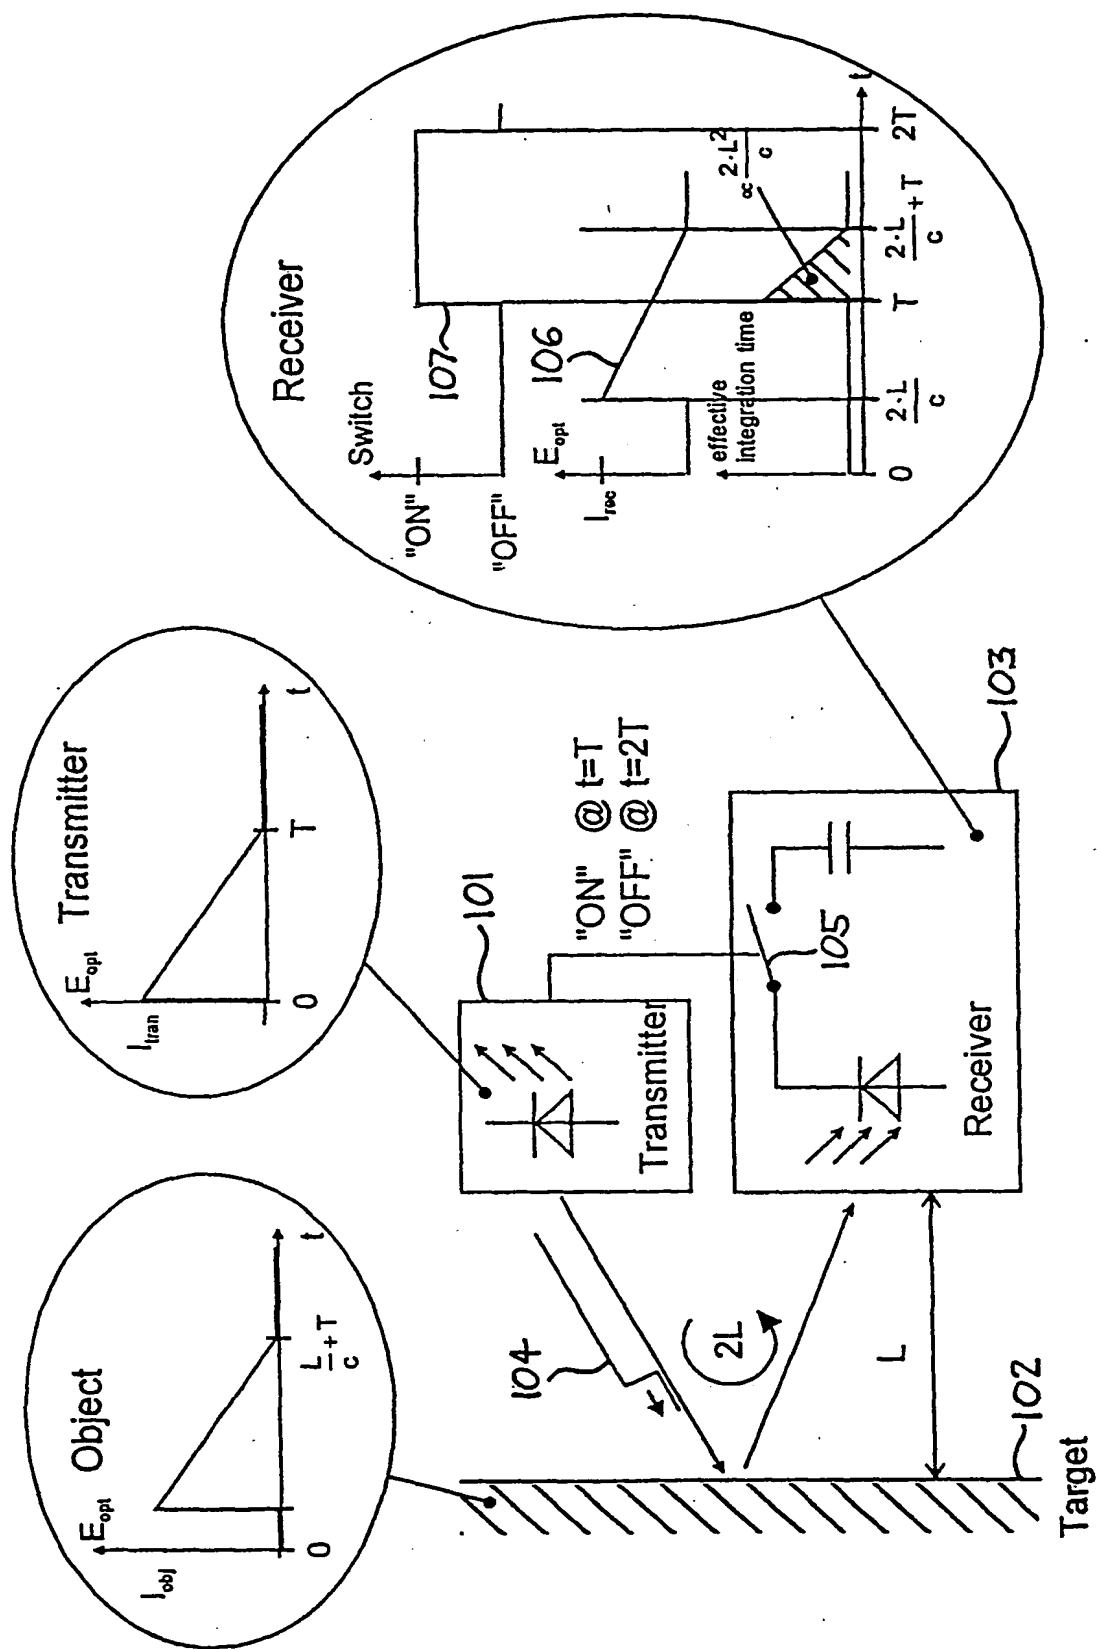 Object
E_opt
I_obj
0
L/c + T
t
Transmitter
E_opt
I_tran
0
T
t
Receiver
Switch
"ON"
"OFF"
107
E_opt
I_rec
106
effective
integration time
∝ 2·L²/c
0
2·L/c
T
2·L/c + T
2T
t
101
Transmitter
"ON" @ t=T
"OFF" @ t=2T
103
105
Receiver
104
2L
L
102
Target